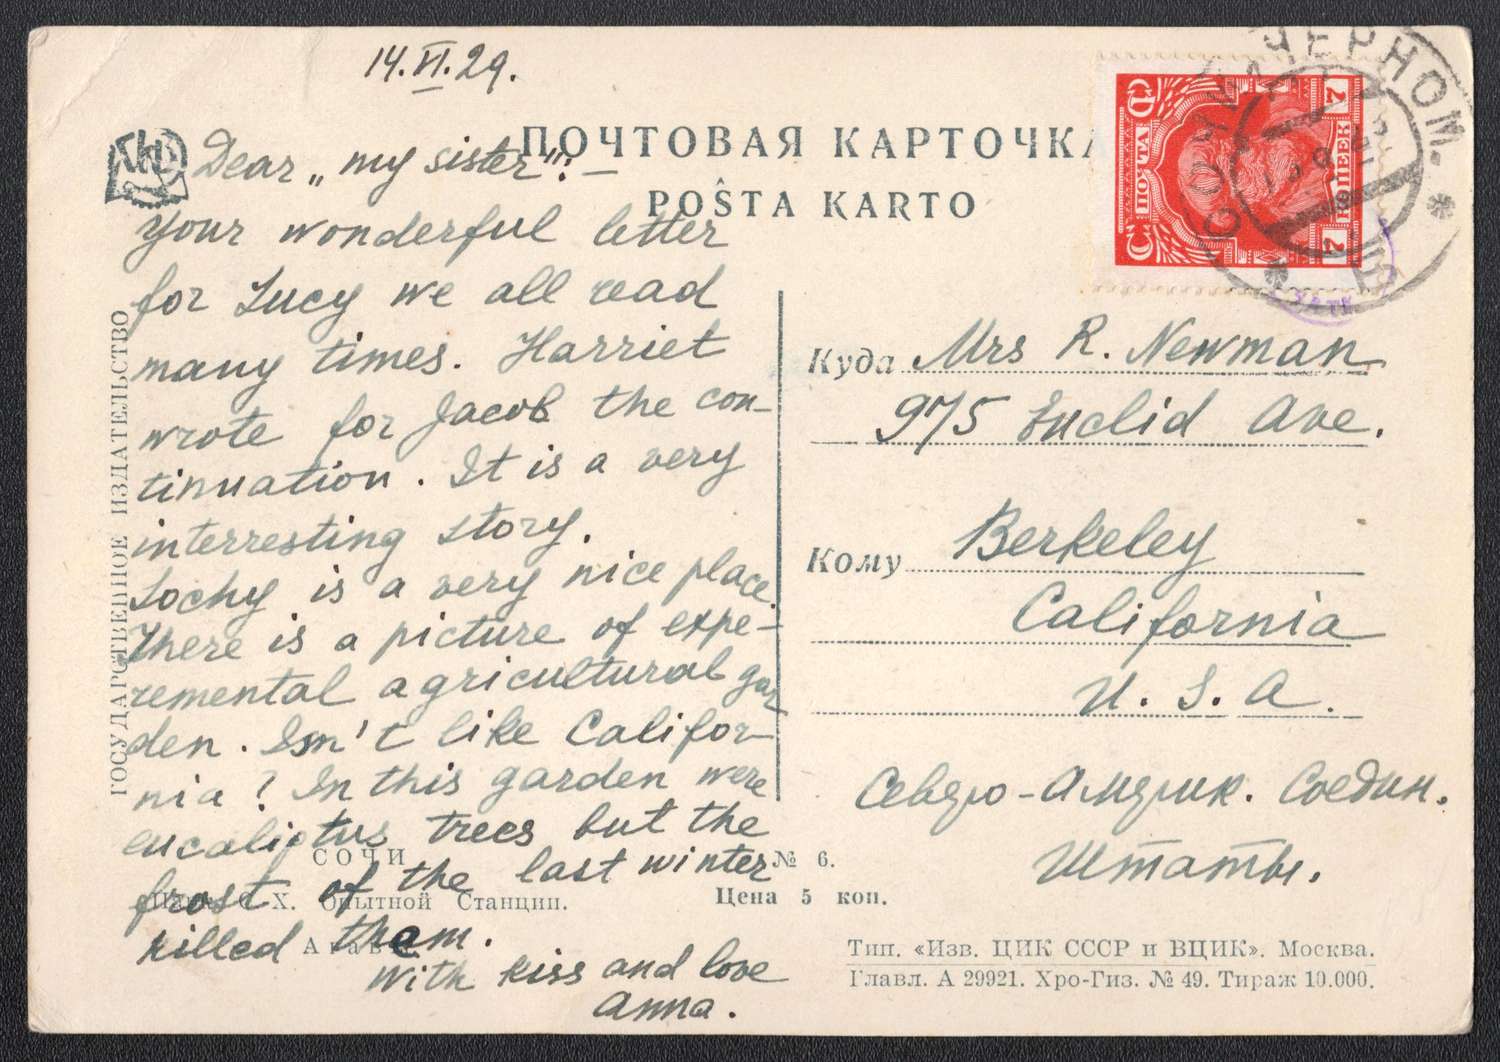 14.VI.29.
ПОЧТОВАЯ КАРТОЧКА
POŜTA KARTO
Dear „my sister“! —
your wonderful letter
for Lucy we all read
many times. Harriet
wrote for Jacob the con-
tinuation. It is a very
interresting story.
Sochy is a very nice place.
There is a picture of expe-
remental agricultural gar
den. Isn't like Califor-
nia? In this garden were
eucaliptus trees but the
frost of the last winter
killed them.
With kiss and love
Anna.
ГОСУДАРСТВЕННОЕ ИЗДАТЕЛЬСТВО
СОЧИ
С. Х. Опытной Станции.
№ 6.
Цена 5 коп.
ПОЧТА
7 КОПЕЕК 7
СОЧИ ЧЕРНОМ.
Куда Mrs R. Newman
975 Euclid Ave.
Кому Berkeley
California
U. S. A.
Северо-Америк. Соедин.
Штаты.
Тип. «Изв. ЦИК СССР и ВЦИК». Москва.
Главл. А 29921. Хро-Гиз. № 49. Тираж 10.000.